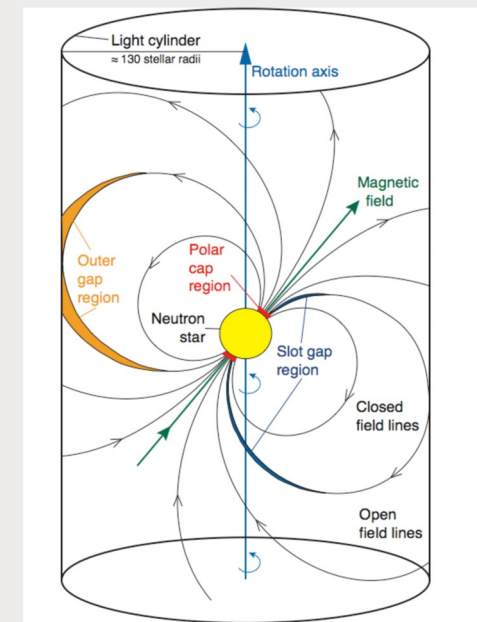 Light cylinder
≈ 130 stellar radii
Rotation axis
Magnetic
field
Polar
cap
region
Outer
gap
region
Neutron
star
Slot gap
region
Closed
field lines
Open
field lines